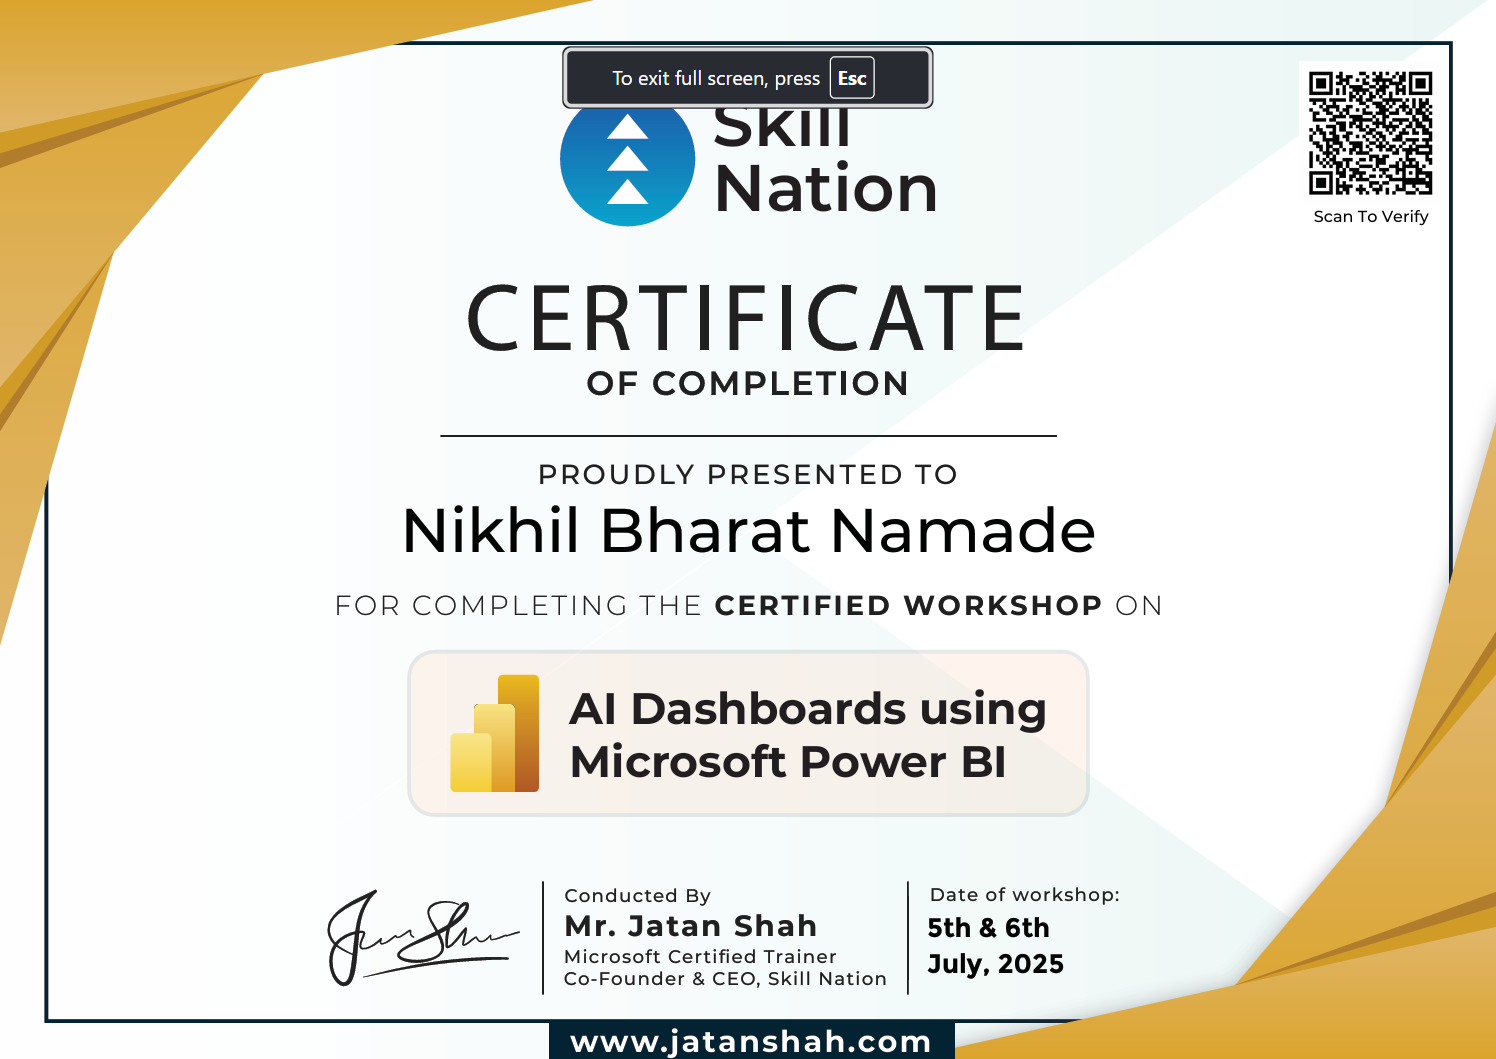 To exit full screen, press Esc
Skill
Nation
Scan To Verify
CERTIFICATE
OF COMPLETION
PROUDLY PRESENTED TO
Nikhil Bharat Namade
FOR COMPLETING THE CERTIFIED WORKSHOP ON
AI Dashboards using
Microsoft Power BI
Conducted By
Mr. Jatan Shah
Microsoft Certified Trainer
Co-Founder & CEO, Skill Nation
Date of workshop:
5th & 6th
July, 2025
www.jatanshah.com